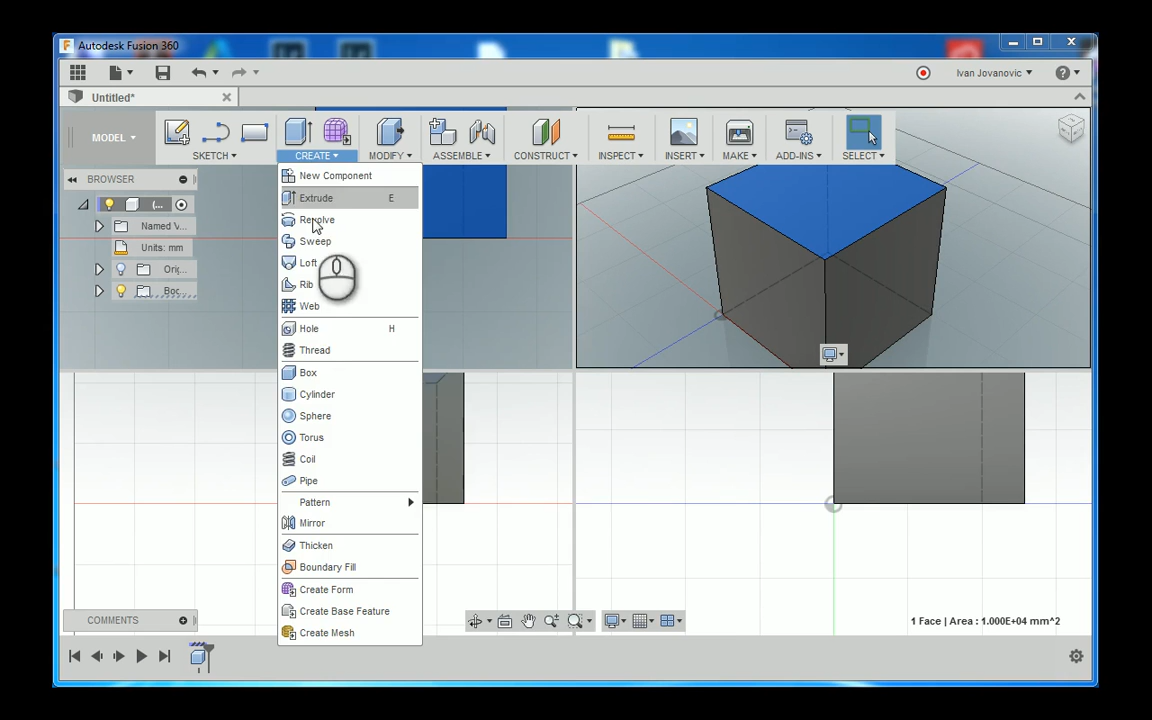 Autodesk Fusion 360
Ivan Jovanovic
Untitled*
MODEL
SKETCH
CREATE
MODIFY
ASSEMBLE
CONSTRUCT
INSPECT
INSERT
MAKE
ADD-INS
SELECT
BROWSER
(...
Named V...
Units: mm
Orig...
Boc...
New Component
Extrude E
Revolve
Sweep
Loft
Rib
Web
Hole H
Thread
Box
Cylinder
Sphere
Torus
Coil
Pipe
Pattern
Mirror
Thicken
Boundary Fill
Create Form
Create Base Feature
Create Mesh
COMMENTS
1 Face | Area : 1.000E+04 mm^2